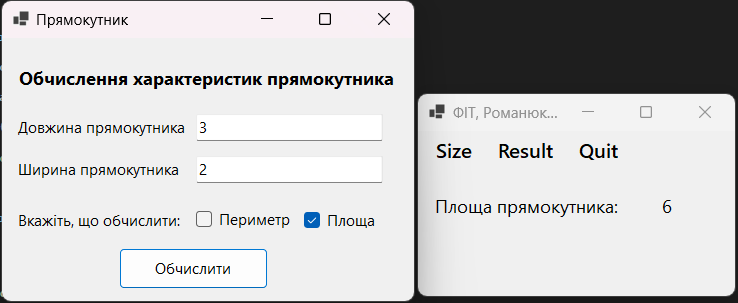 Прямокутник
Обчислення характеристик прямокутника
Довжина прямокутника 3
Ширина прямокутника 2
Вкажіть, що обчислити: Периметр Площа
Обчислити
ФІТ, Романюк...
Size Result Quit
Площа прямокутника: 6